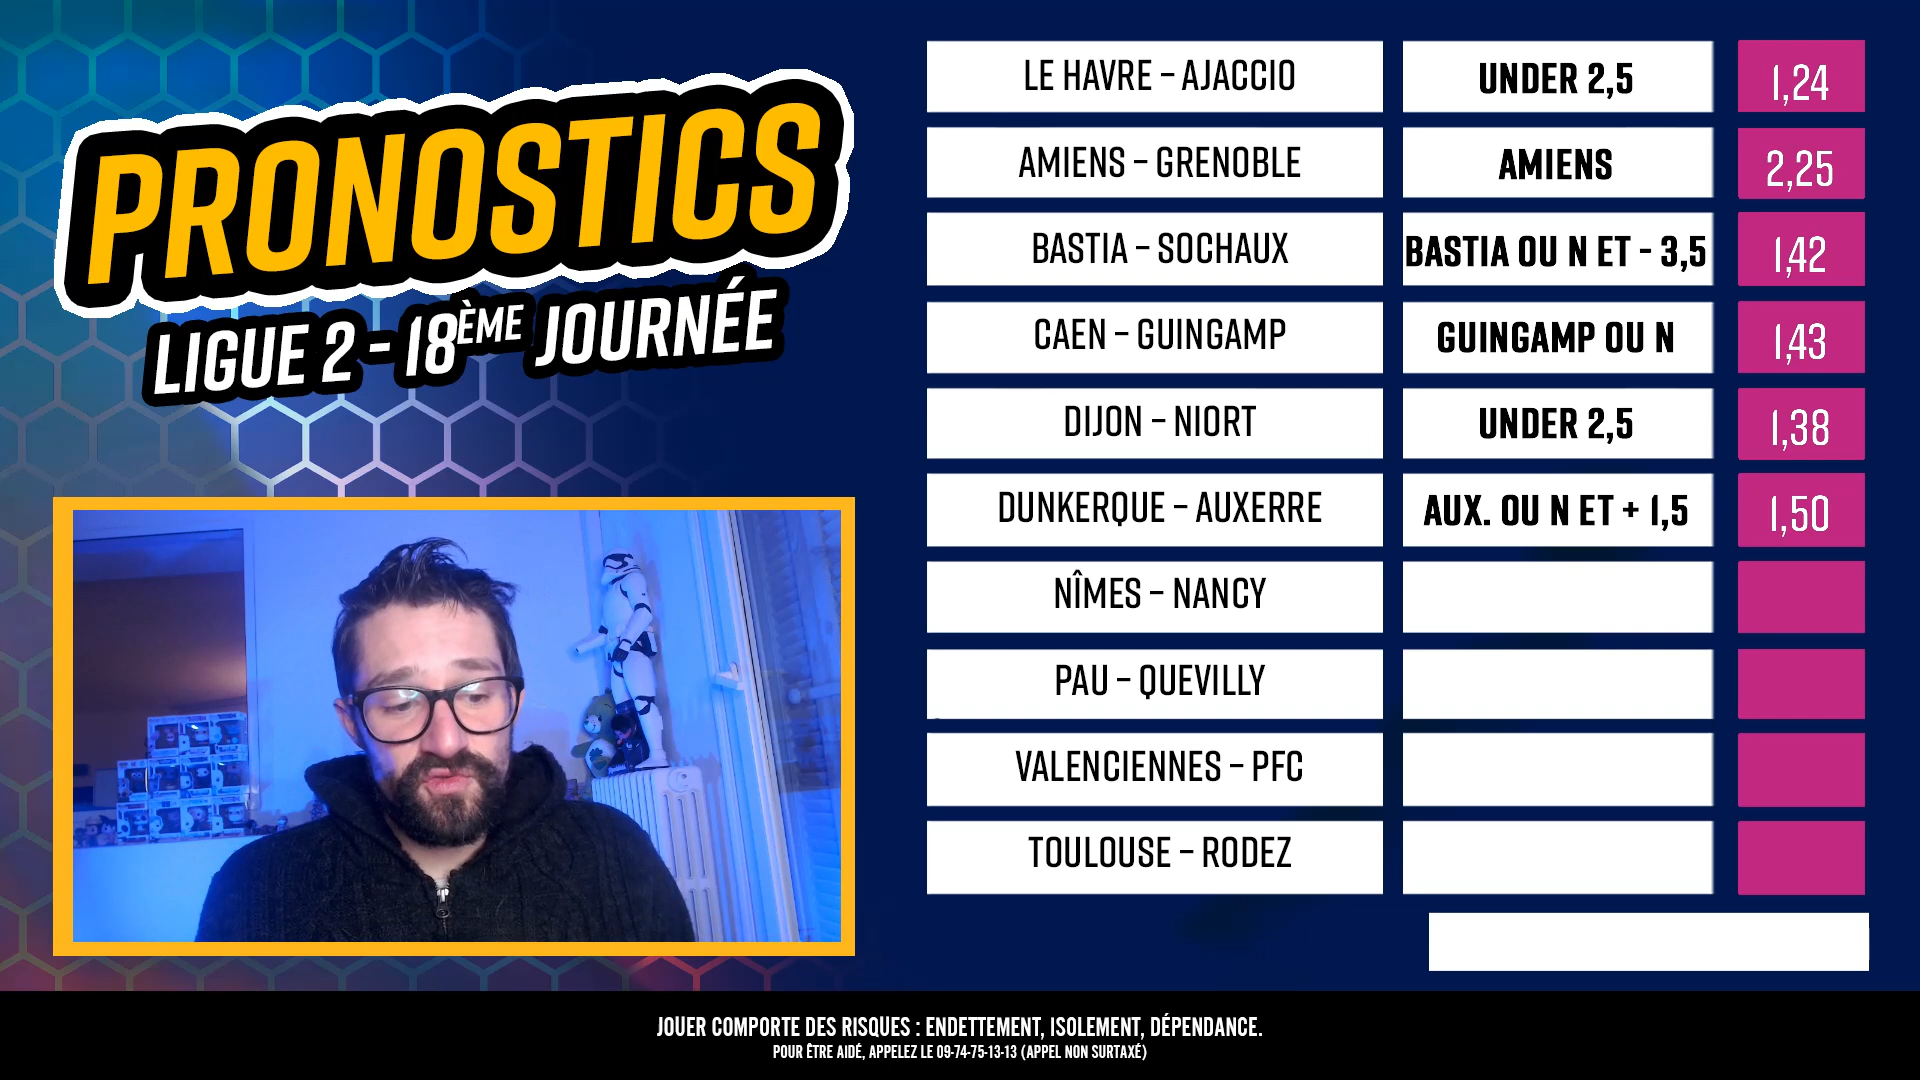 PRONOSTICS
LIGUE 2 - 18ÈME JOURNÉE
LE HAVRE - AJACCIO UNDER 2,5 1,24
AMIENS - GRENOBLE AMIENS 2,25
BASTIA - SOCHAUX BASTIA OU N ET - 3,5 1,42
CAEN - GUINGAMP GUINGAMP OU N 1,43
DIJON - NIORT UNDER 2,5 1,38
DUNKERQUE - AUXERRE AUX. OU N ET + 1,5 1,50
NÎMES - NANCY
PAU - QUEVILLY
VALENCIENNES - PFC
TOULOUSE - RODEZ
JOUER COMPORTE DES RISQUES : ENDETTEMENT, ISOLEMENT, DÉPENDANCE.
POUR ÊTRE AIDÉ, APPELEZ LE 09-74-75-13-13 (APPEL NON SURTAXÉ)